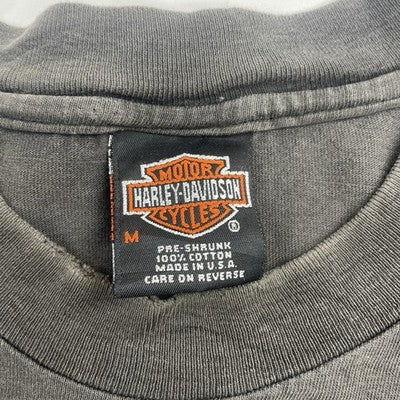 MOTOR
HARLEY-DAVIDSON
CYCLES
®
M
PRE-SHRUNK
100% COTTON
MADE IN U.S.A.
CARE ON REVERSE